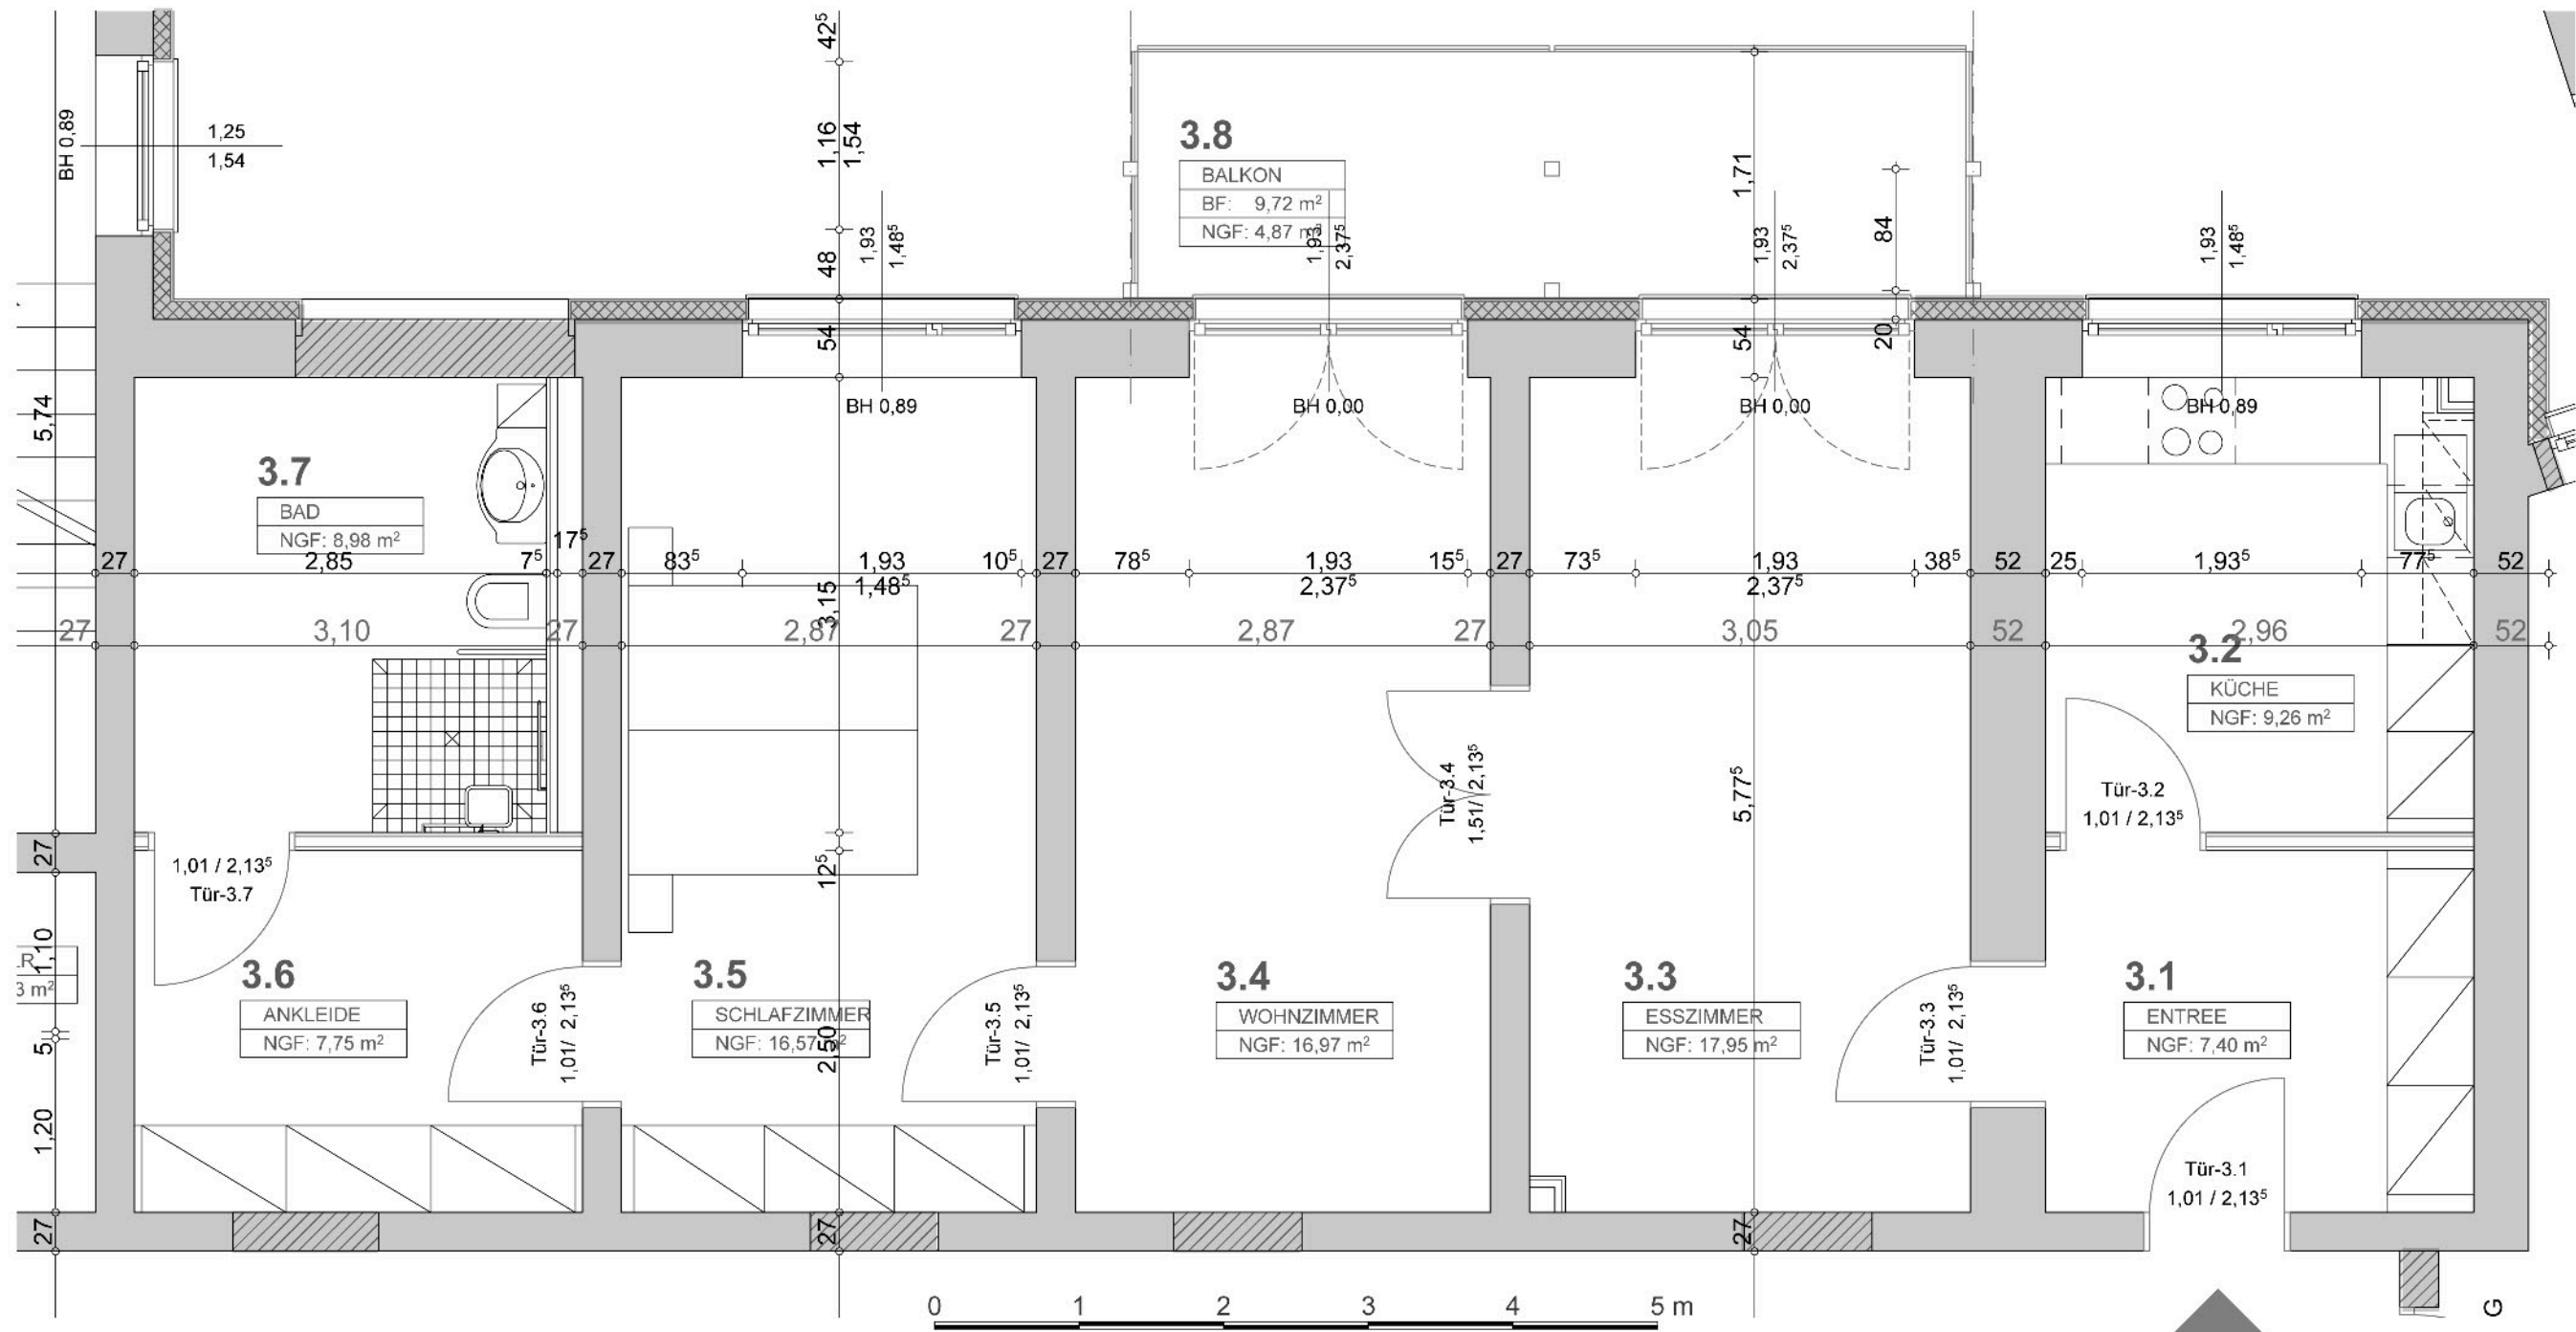 42⁵
1,16
1,54
48
54
BH 0,89
1,25
1,54
1,93
1,48⁵
3.8
BALKON
BF: 9,72 m²
NGF: 4,87 m²
1,93
2,37⁵
1,71
1,93
2,37⁵
84
20
54
1,93
1,48⁵
BH 0,89
BH 0,00
BH 0,00
BH 0,89
5,74
3.7
BAD
NGF: 8,98 m²
27
2,85
7⁵
17⁵
27
83⁵
1,93
1,48⁵
10⁵
27
78⁵
1,93
2,37⁵
15⁵
27
73⁵
1,93
2,37⁵
38⁵
52
25
1,93⁵
77⁵
52
3,15
27
3,10
27
2,87
27
2,87
27
3,05
52
2,96
52
3.2
KÜCHE
NGF: 9,26 m²
Tür-3.4
1,51/ 2,13⁵
5,77⁵
Tür-3.2
1,01 / 2,13⁵
27
1,01 / 2,13⁵
Tür-3.7
12⁵
1,10
LR
3 m²
5
1,20
27
3.6
ANKLEIDE
NGF: 7,75 m²
Tür-3.6
1,01/ 2,13⁵
3.5
SCHLAFZIMMER
NGF: 16,57 m²
2,50
Tür-3.5
1,01/ 2,13⁵
3.4
WOHNZIMMER
NGF: 16,97 m²
3.3
ESSZIMMER
NGF: 17,95 m²
Tür-3.3
1,01/ 2,13⁵
3.1
ENTREE
NGF: 7,40 m²
Tür-3.1
1,01 / 2,13⁵
27
27
0 1 2 3 4 5 m
G